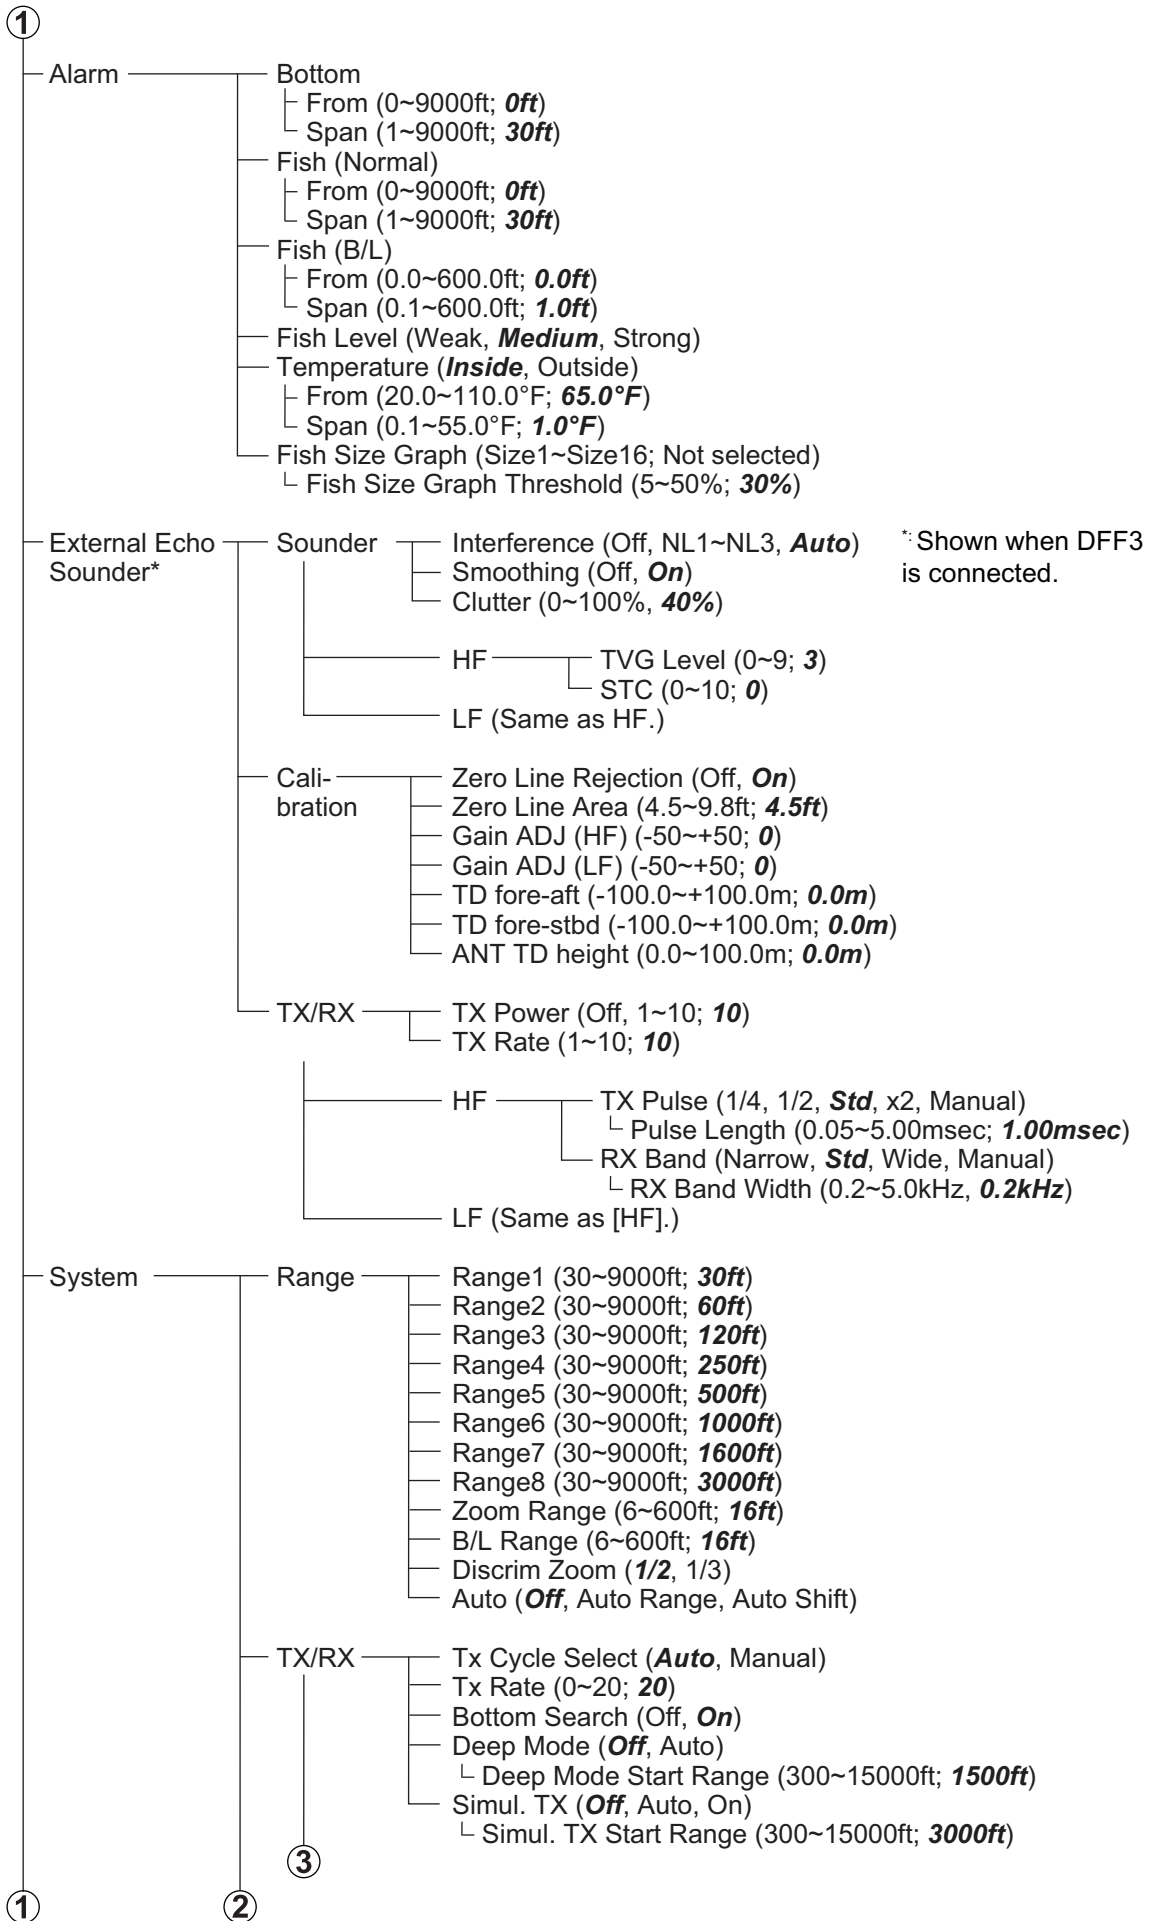 1
Alarm
Bottom
From (0~9000ft; 0ft)
Span (1~9000ft; 30ft)
Fish (Normal)
From (0~9000ft; 0ft)
Span (1~9000ft; 30ft)
Fish (B/L)
From (0.0~600.0ft; 0.0ft)
Span (0.1~600.0ft; 1.0ft)
Fish Level (Weak, Medium, Strong)
Temperature (Inside, Outside)
From (20.0~110.0°F; 65.0°F)
Span (0.1~55.0°F; 1.0°F)
Fish Size Graph (Size1~Size16; Not selected)
Fish Size Graph Threshold (5~50%; 30%)
External Echo
Sounder*
Sounder
Interference (Off, NL1~NL3, Auto)
Smoothing (Off, On)
Clutter (0~100%, 40%)
*: Shown when DFF3
is connected.
HF
TVG Level (0~9; 3)
STC (0~10; 0)
LF (Same as HF.)
Cali-
bration
Zero Line Rejection (Off, On)
Zero Line Area (4.5~9.8ft; 4.5ft)
Gain ADJ (HF) (-50~+50; 0)
Gain ADJ (LF) (-50~+50; 0)
TD fore-aft (-100.0~+100.0m; 0.0m)
TD fore-stbd (-100.0~+100.0m; 0.0m)
ANT TD height (0.0~100.0m; 0.0m)
TX/RX
TX Power (Off, 1~10; 10)
TX Rate (1~10; 10)
HF
TX Pulse (1/4, 1/2, Std, x2, Manual)
Pulse Length (0.05~5.00msec; 1.00msec)
RX Band (Narrow, Std, Wide, Manual)
RX Band Width (0.2~5.0kHz, 0.2kHz)
LF (Same as [HF].)
System
Range
Range1 (30~9000ft; 30ft)
Range2 (30~9000ft; 60ft)
Range3 (30~9000ft; 120ft)
Range4 (30~9000ft; 250ft)
Range5 (30~9000ft; 500ft)
Range6 (30~9000ft; 1000ft)
Range7 (30~9000ft; 1600ft)
Range8 (30~9000ft; 3000ft)
Zoom Range (6~600ft; 16ft)
B/L Range (6~600ft; 16ft)
Discrim Zoom (1/2, 1/3)
Auto (Off, Auto Range, Auto Shift)
TX/RX
Tx Cycle Select (Auto, Manual)
Tx Rate (0~20; 20)
Bottom Search (Off, On)
Deep Mode (Off, Auto)
Deep Mode Start Range (300~15000ft; 1500ft)
Simul. TX (Off, Auto, On)
Simul. TX Start Range (300~15000ft; 3000ft)
3
1
2